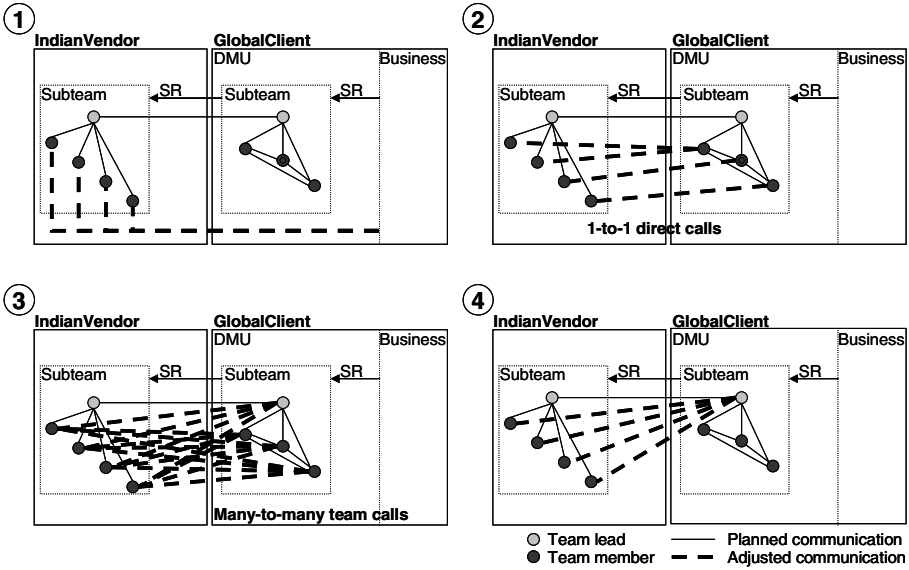 1
IndianVendor GlobalClient
DMU Business
Subteam SR Subteam SR
2
IndianVendor GlobalClient
DMU Business
Subteam SR Subteam SR
1-to-1 direct calls
3
IndianVendor GlobalClient
DMU Business
Subteam SR Subteam SR
Many-to-many team calls
4
IndianVendor GlobalClient
DMU Business
Subteam SR Subteam SR
Team lead Planned communication
Team member Adjusted communication